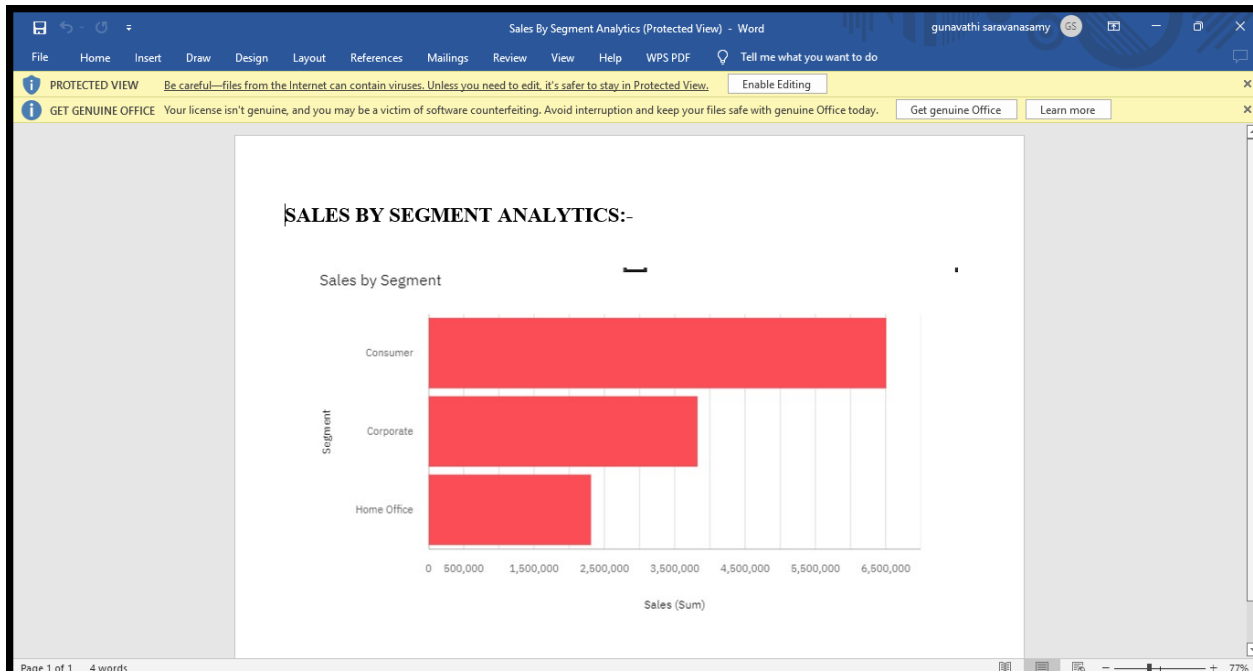 Sales By Segment Analytics (Protected View) - Word
gunavathi saravanasamy GS
File Home Insert Draw Design Layout References Mailings Review View Help WPS PDF Tell me what you want to do
PROTECTED VIEW Be careful—files from the Internet can contain viruses. Unless you need to edit, it's safer to stay in Protected View. Enable Editing
GET GENUINE OFFICE Your license isn't genuine, and you may be a victim of software counterfeiting. Avoid interruption and keep your files safe with genuine Office today. Get genuine Office Learn more
SALES BY SEGMENT ANALYTICS:-
Sales by Segment
Consumer
Corporate
Home Office
Segment
0 500,000 1,500,000 2,500,000 3,500,000 4,500,000 5,500,000 6,500,000
Sales (Sum)
Page 1 of 1 4 words
77%